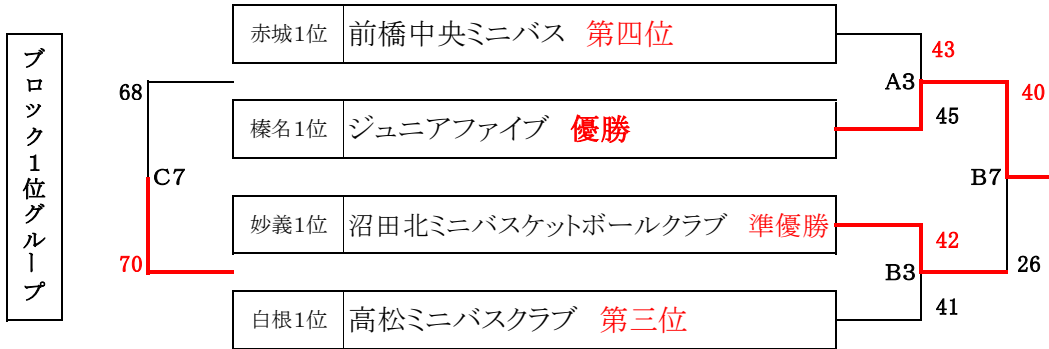 ブロック1位グループ
赤城1位 前橋中央ミニバス 第四位
榛名1位 ジュニアファイブ 優勝
妙義1位 沼田北ミニバスケットボールクラブ 準優勝
白根1位 高松ミニバスクラブ 第三位
68
C7
70
43
A3
45
40
B7
42
B3
41
26